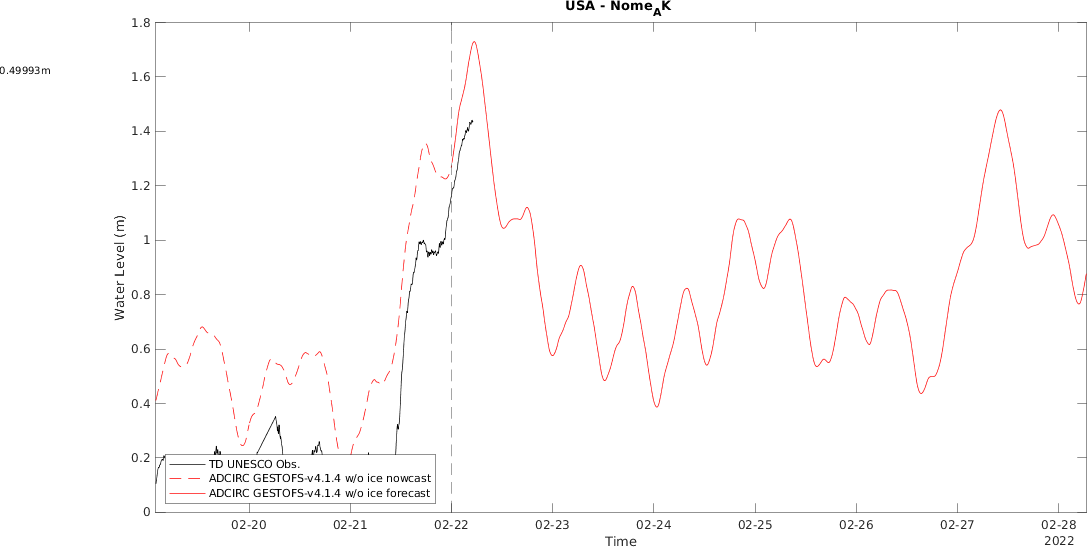 USA - Nome_AK
0.49993m
Water Level (m)
1.8
1.6
1.4
1.2
1
0.8
0.6
0.4
0.2
0
TD UNESCO Obs.
ADCIRC GESTOFS-v4.1.4 w/o ice nowcast
ADCIRC GESTOFS-v4.1.4 w/o ice forecast
02-20 02-21 02-22 02-23 02-24 02-25 02-26 02-27 02-28
Time
2022